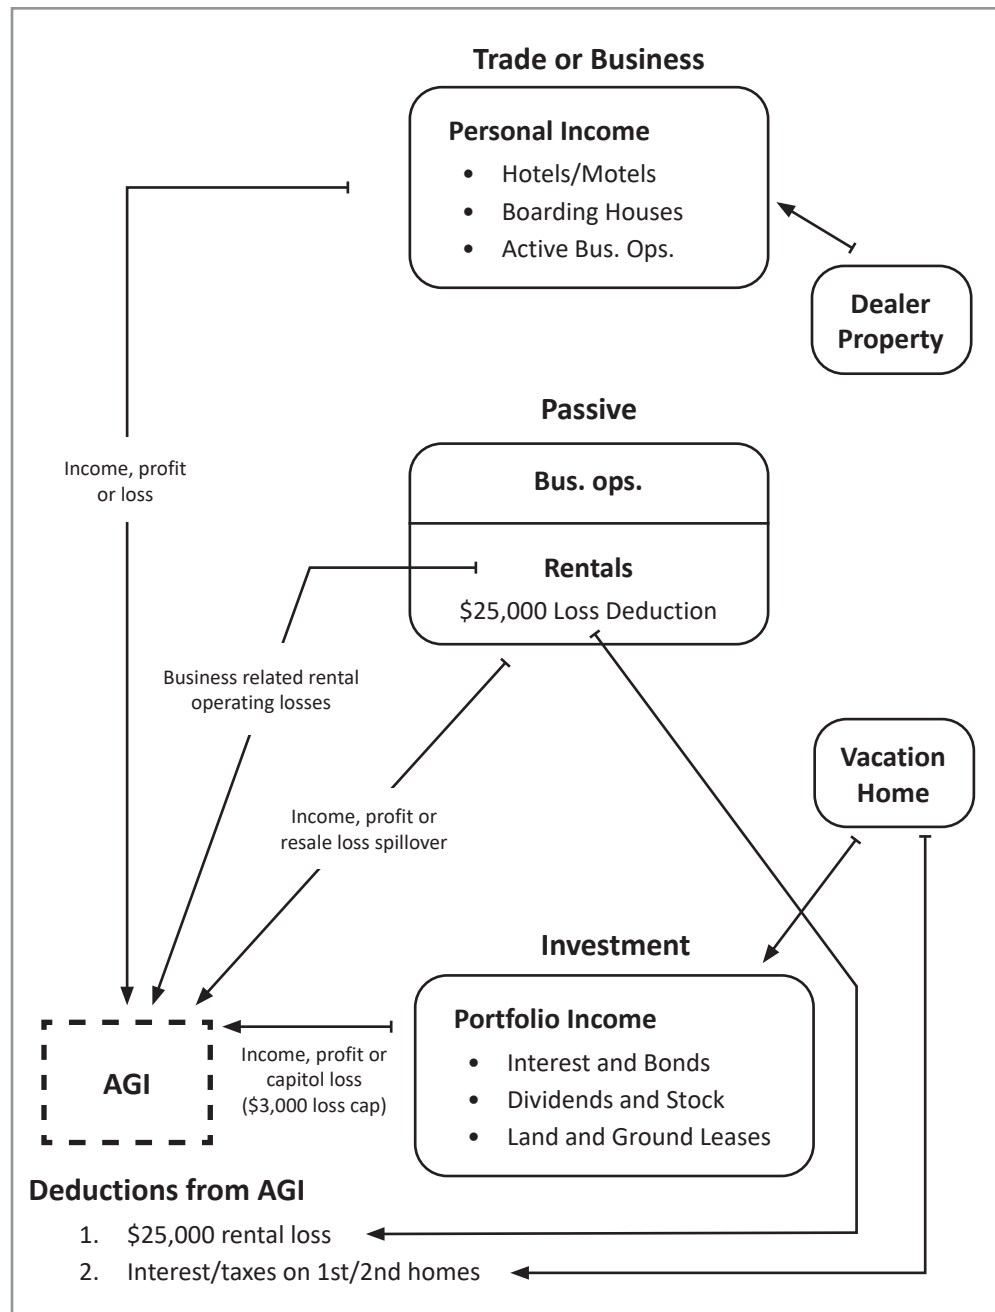 Trade or Business
Personal Income
• Hotels/Motels
• Boarding Houses
• Active Bus. Ops.
Dealer
Property
Passive
Bus. ops.
Income, profit
or loss
Rentals
$25,000 Loss Deduction
Business related rental
operating losses
Vacation
Home
Income, profit or
resale loss spillover
Investment
Portfolio Income
• Interest and Bonds
• Dividends and Stock
• Land and Ground Leases
AGI
Income, profit or
capitol loss
($3,000 loss cap)
Deductions from AGI
1. $25,000 rental loss
2. Interest/taxes on 1st/2nd homes